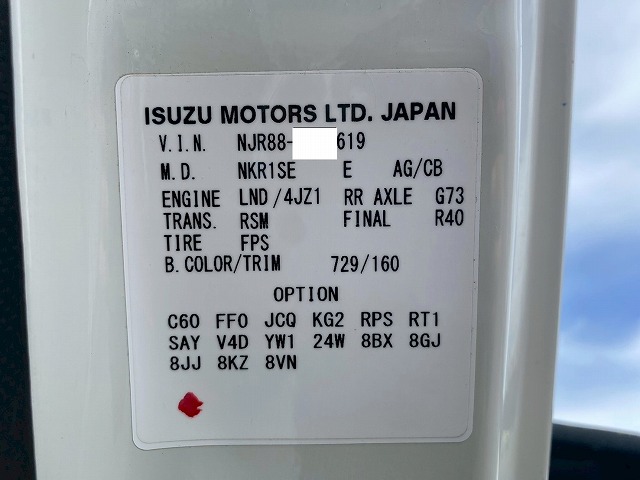 ISUZU MOTORS LTD. JAPAN
V.I.N. NJR88- 619
M.D. NKR1SE E AG/CB
ENGINE LND/4JZ1 RR AXLE G73
TRANS. RSM FINAL R40
TIRE FPS
B.COLOR/TRIM 729/160
OPTION
C60 FF0 JCQ KG2 RPS RT1
SAY V4D YW1 24W 8BX 8GJ
8JJ 8KZ 8VN